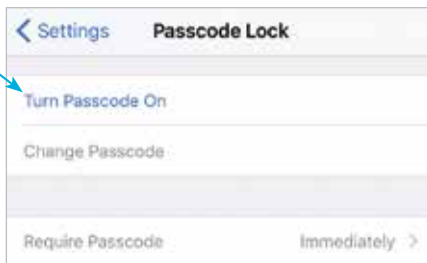 Settings Passcode Lock
Turn Passcode On
Change Passcode
Require Passcode Immediately